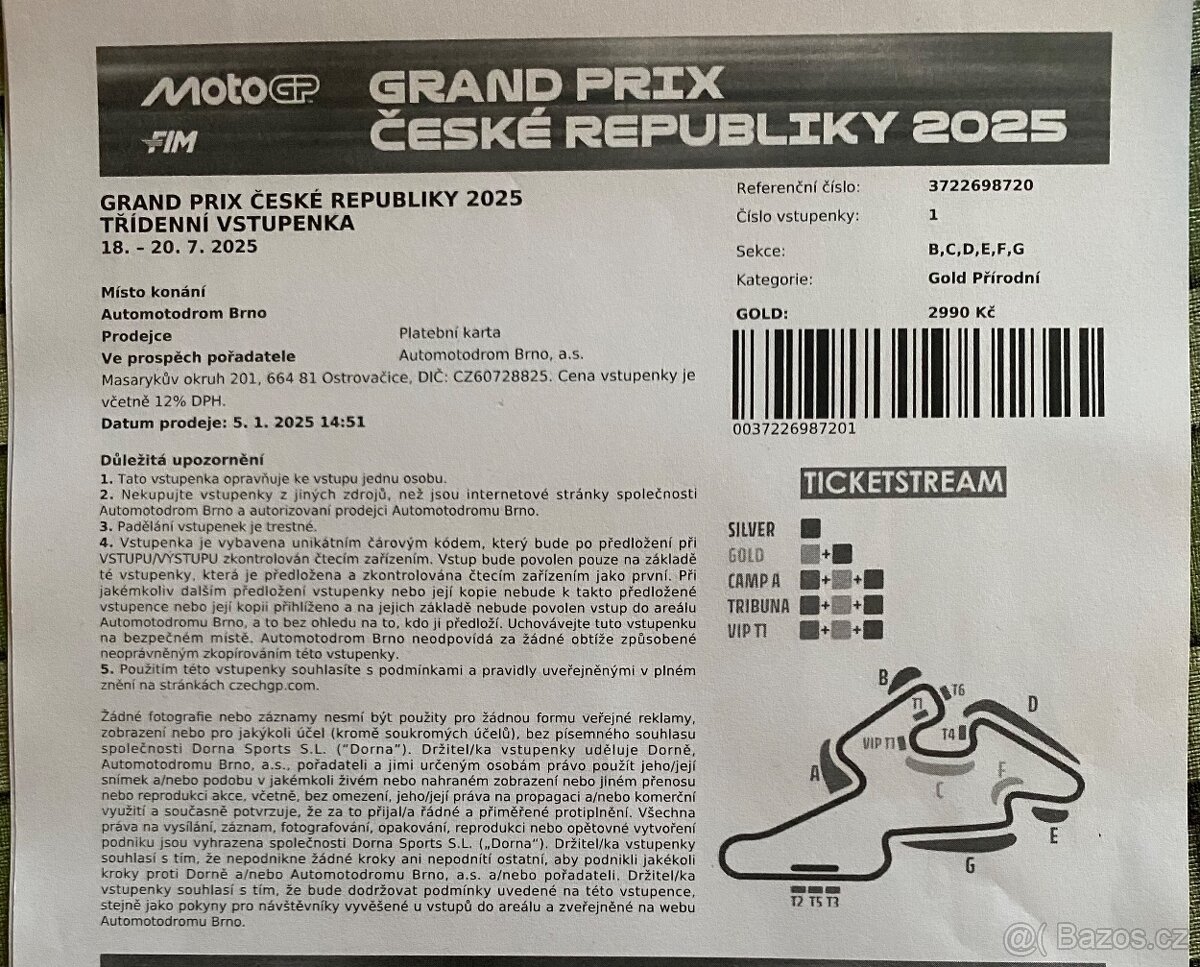 MotoGP
FIM
GRAND PRIX
ČESKÉ REPUBLIKY 2025
GRAND PRIX ČESKÉ REPUBLIKY 2025
TŘÍDENNÍ VSTUPENKA
18. – 20. 7. 2025
Místo konání
Automotodrom Brno
Prodejce Platební karta
Ve prospěch pořadatele Automotodrom Brno, a.s.
Masarykův okruh 201, 664 81 Ostrovačice, DIČ: CZ60728825. Cena vstupenky je
včetně 12% DPH.
Datum prodeje: 5. 1. 2025 14:51
Referenční číslo: 3722698720
Číslo vstupenky: 1
Sekce: B,C,D,E,F,G
Kategorie: Gold Přírodní
GOLD: 2990 Kč
0037226987201
Důležitá upozornění
1. Tato vstupenka opravňuje ke vstupu jednu osobu.
2. Nekupujte vstupenky z jiných zdrojů, než jsou internetové stránky společnosti
Automotodrom Brno a autorizovaní prodejci Automotodromu Brno.
3. Padělání vstupenek je trestné.
4. Vstupenka je vybavena unikátním čárovým kódem, který bude po předložení při
VSTUPU/VÝSTUPU zkontrolován čtecím zařízením. Vstup bude povolen pouze na základě
té vstupenky, která je předložena a zkontrolována čtecím zařízením jako první. Při
jakémkoliv dalším předložení vstupenky nebo její kopie nebude k takto předložené
vstupence nebo její kopii přihlíženo a na jejich základě nebude povolen vstup do areálu
Automotodromu Brno, a to bez ohledu na to, kdo ji předloží. Uchovávejte tuto vstupenku
na bezpečném místě. Automotodrom Brno neodpovídá za žádné obtíže způsobené
neoprávněným zkopírováním této vstupenky.
5. Použitím této vstupenky souhlasíte s podmínkami a pravidly uveřejněnými v plném
znění na stránkách czechgp.com.
Žádné fotografie nebo záznamy nesmí být použity pro žádnou formu veřejné reklamy,
zobrazení nebo pro jakýkoli účel (kromě soukromých účelů), bez písemného souhlasu
společnosti Dorna Sports S.L. (“Dorna”). Držitel/ka vstupenky uděluje Dorně,
Automotodromu Brno, a.s., pořadateli a jimi určeným osobám právo použít jeho/její
snímek a/nebo podobu v jakémkoli živém nebo nahraném zobrazení nebo jiném přenosu
nebo reprodukci akce, včetně, bez omezení, jeho/její práva na propagaci a/nebo komerční
využití a současně potvrzuje, že za to přijal/a řádné a přiměřené protiplnění. Všechna
práva na vysílání, záznam, fotografování, opakování, reprodukci nebo opětovné vytvoření
podniku jsou vyhrazena společnosti Dorna Sports S.L. („Dorna“). Držitel/ka vstupenky
souhlasí s tím, že nepodnikne žádné kroky ani nepodnítí ostatní, aby podnikli jakékoli
kroky proti Dorně a/nebo Automotodromu Brno, a.s. a/nebo pořadateli. Držitel/ka
vstupenky souhlasí s tím, že bude dodržovat podmínky uvedené na této vstupence,
stejně jako pokyny pro návštěvníky vyvěšené u vstupů do areálu a zveřejněné na webu
Automotodromu Brno.
TICKETSTREAM
SILVER
GOLD +
CAMP A + +
TRIBUNA + +
VIP T1 + +
B
T6
T1
D
T4
VIP T1
A
C
F
E
G
T2 T5 T3
@( Bazos.cz